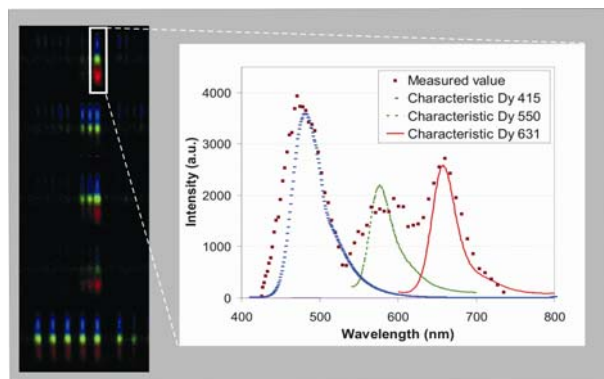 Measured value
Characteristic Dy 415
Characteristic Dy 550
Characteristic Dy 631
Intensity (a.u.)
4000
3000
2000
1000
0
400 500 600 700 800
Wavelength (nm)